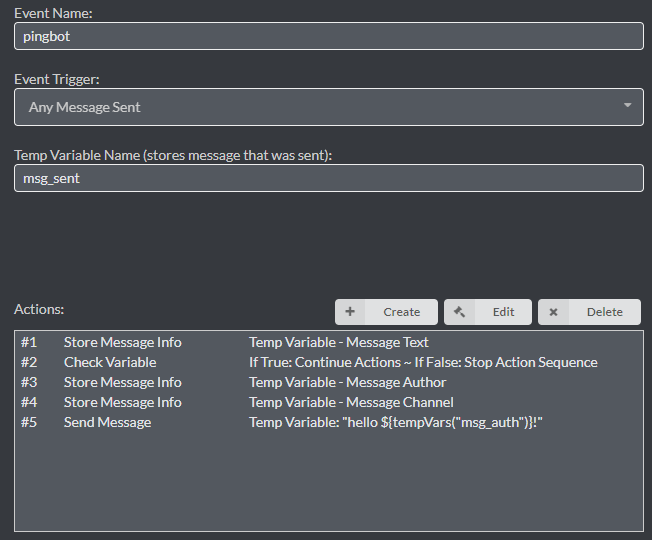 Event Name:
pingbot
Event Trigger:
Any Message Sent
Temp Variable Name (stores message that was sent):
msg_sent
Actions:
Create
Edit
Delete
#1 Store Message Info Temp Variable - Message Text
#2 Check Variable If True: Continue Actions ~ If False: Stop Action Sequence
#3 Store Message Info Temp Variable - Message Author
#4 Store Message Info Temp Variable - Message Channel
#5 Send Message Temp Variable: "hello ${tempVars("msg_auth")}!"